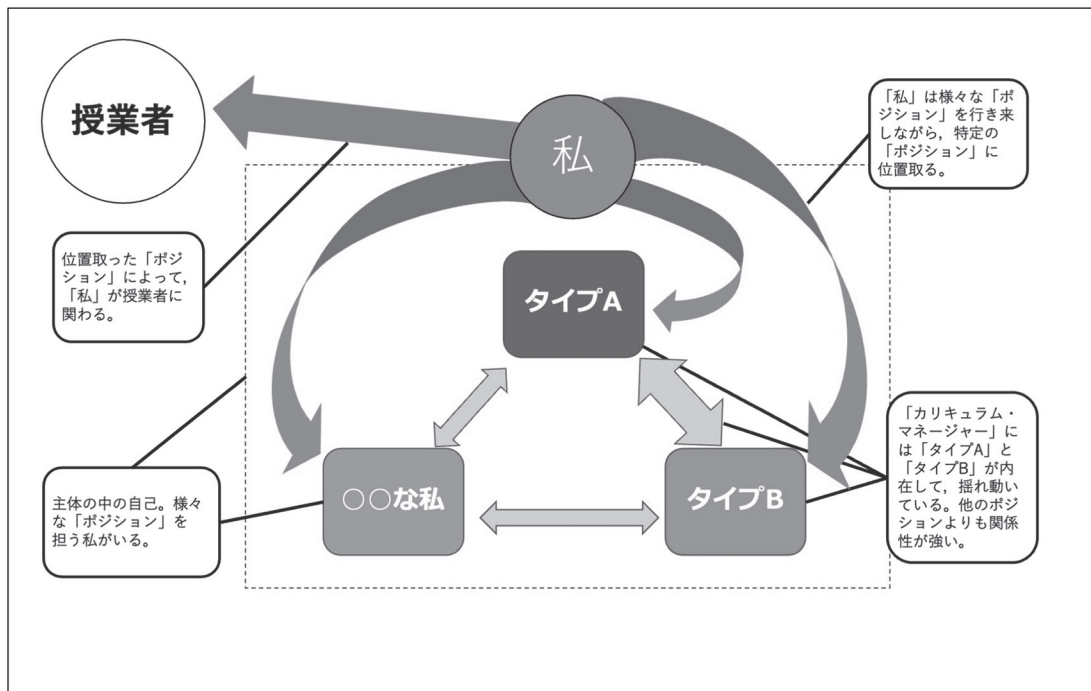 授業者
私
「私」は様々な「ポ
ジション」を行き来
しながら，特定の
「ポジション」に
位置取る。
位置取った「ポジ
ション」によって，
「私」が授業者に
関わる。
タイプA
「カリキュラム・
マネージャー」に
は「タイプA」と
「タイプB」が内
在して，揺れ動い
ている。他のポジ
ションよりも関係
性が強い。
主体の中の自己。様々
な「ポジション」を
担う私がいる。
○○な私
タイプB